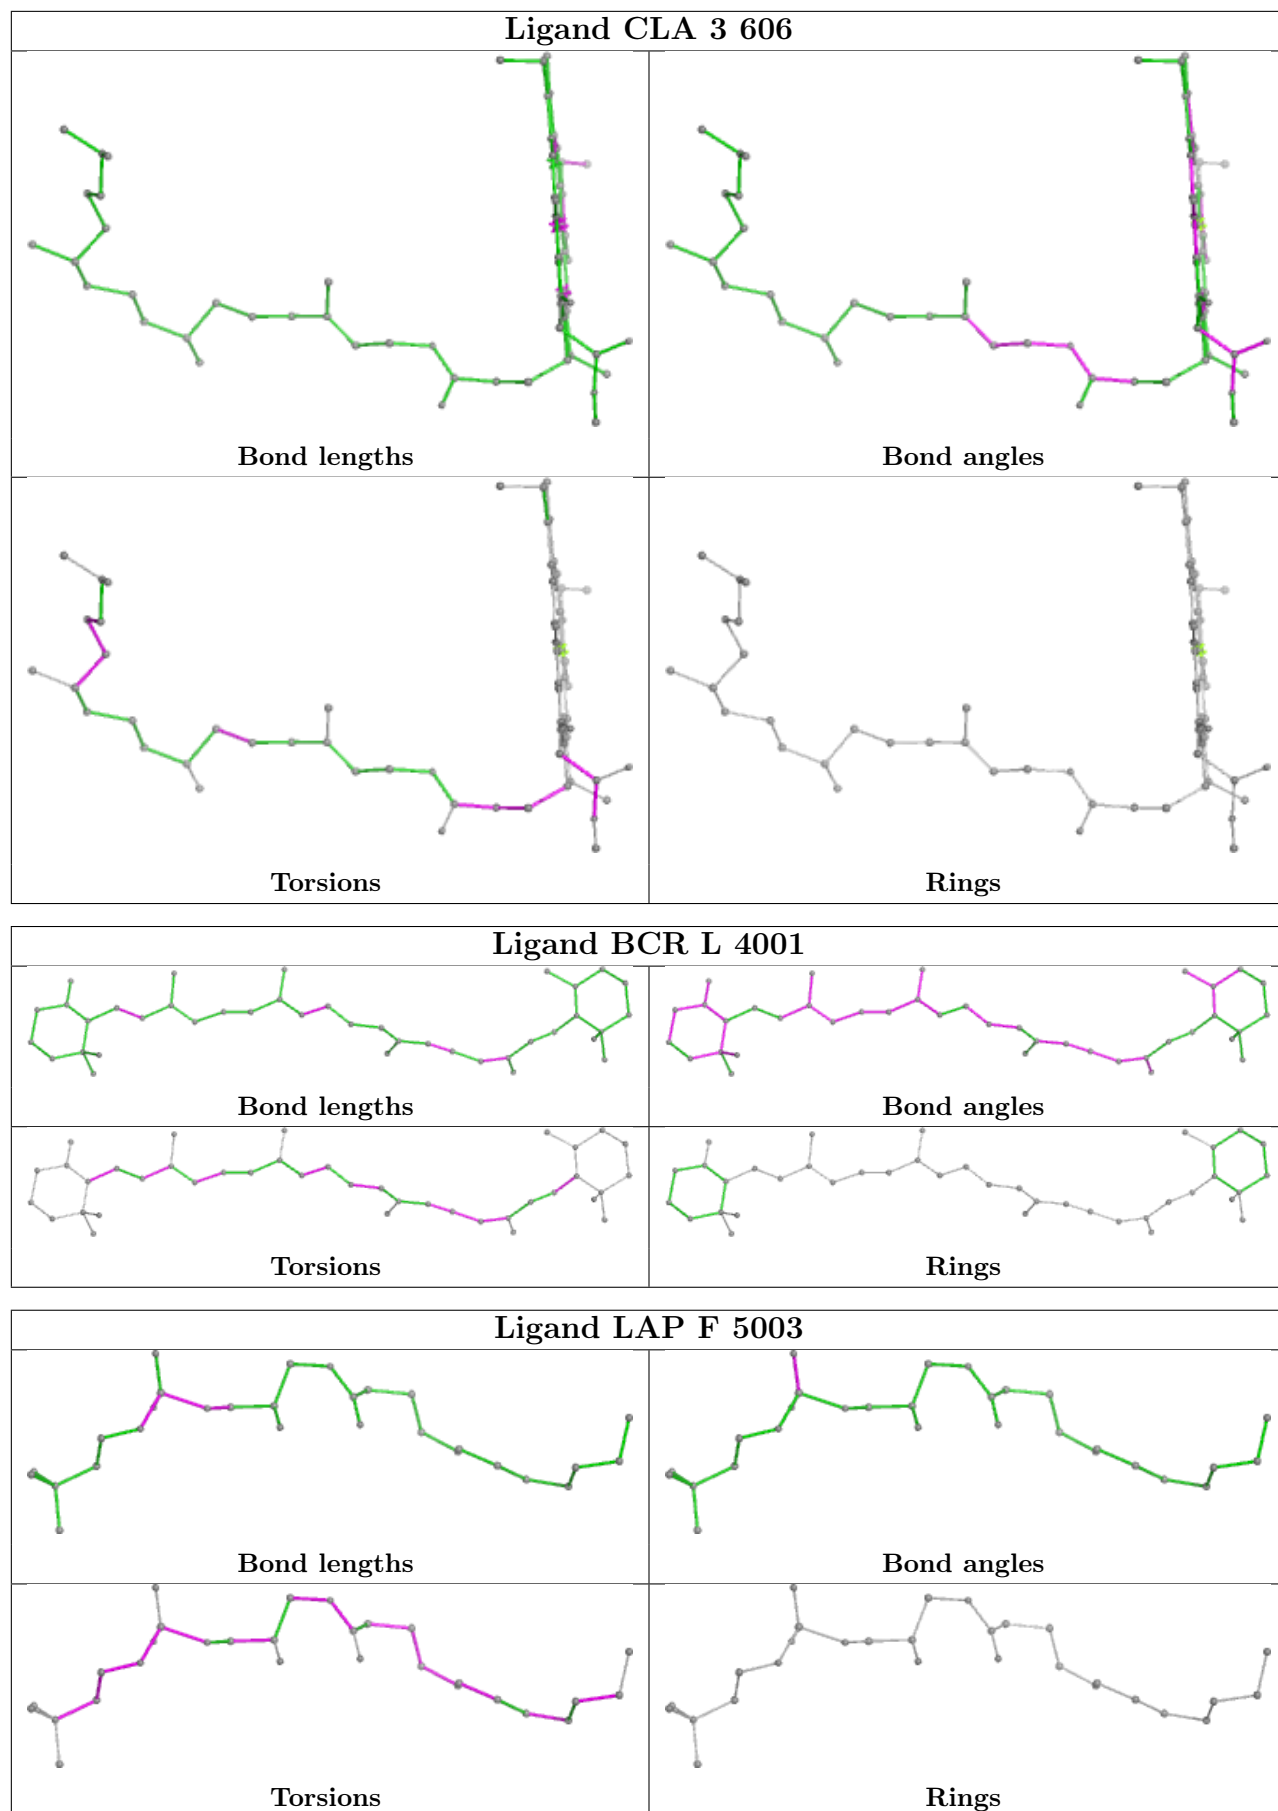 Ligand CLA 3 606
Bond lengths
Bond angles
Torsions
Rings
Ligand BCR L 4001
Bond lengths
Bond angles
Torsions
Rings
Ligand LAP F 5003
Bond lengths
Bond angles
Torsions
Rings